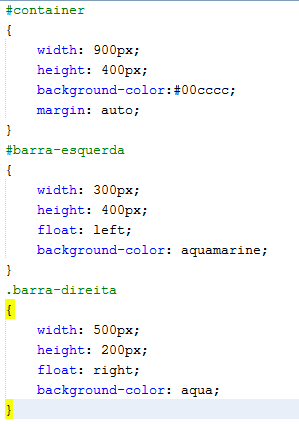 #container
{
width: 900px;
height: 400px;
background-color:#00cccc;
margin: auto;
}
#barra-esquerda
{
width: 300px;
height: 400px;
float: left;
background-color: aquamarine;
}
.barra-direita
{
width: 500px;
height: 200px;
float: right;
background-color: aqua;
}